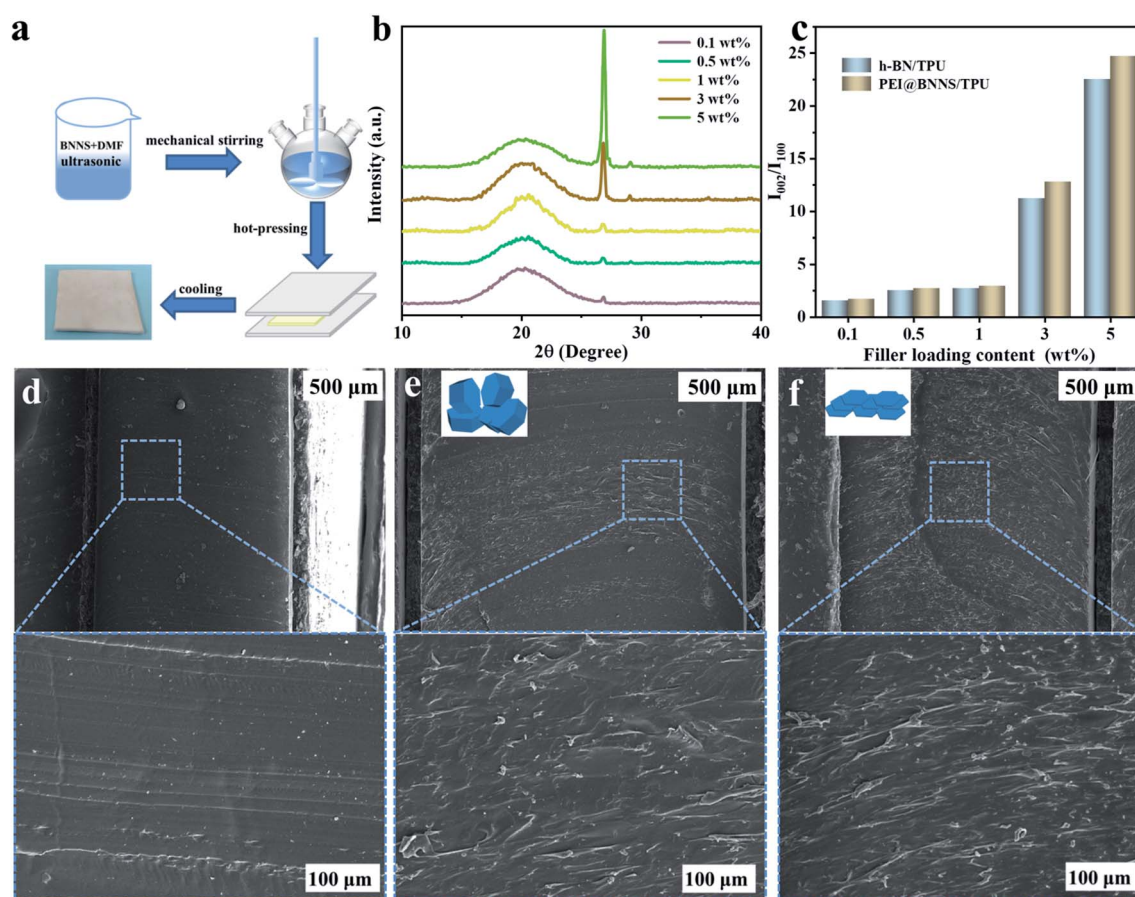 a
BNNS+DMF
ultrasonic
mechanical stirring
hot-pressing
cooling
b
Intensity (a.u.)
0.1 wt%
0.5 wt%
1 wt%
3 wt%
5 wt%
10
20
30
40
2θ (Degree)
c
I002/I100
25
20
15
10
5
0
h-BN/TPU
PEI@BNNS/TPU
0.1
0.5
1
3
5
Filler loading content (wt%)
d
500 μm
100 μm
e
500 μm
100 μm
f
500 μm
100 μm